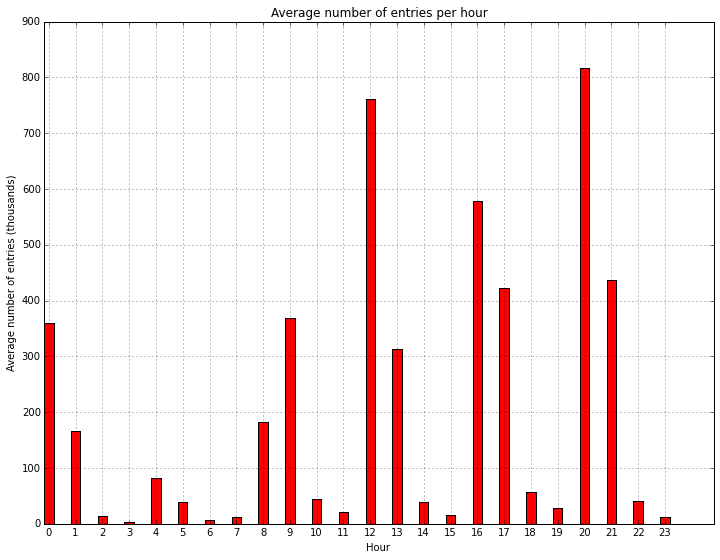 Average number of entries per hour
Average number of entries (thousands)
900
800
700
600
500
400
300
200
100
0
0 1 2 3 4 5 6 7 8 9 10 11 12 13 14 15 16 17 18 19 20 21 22 23
Hour